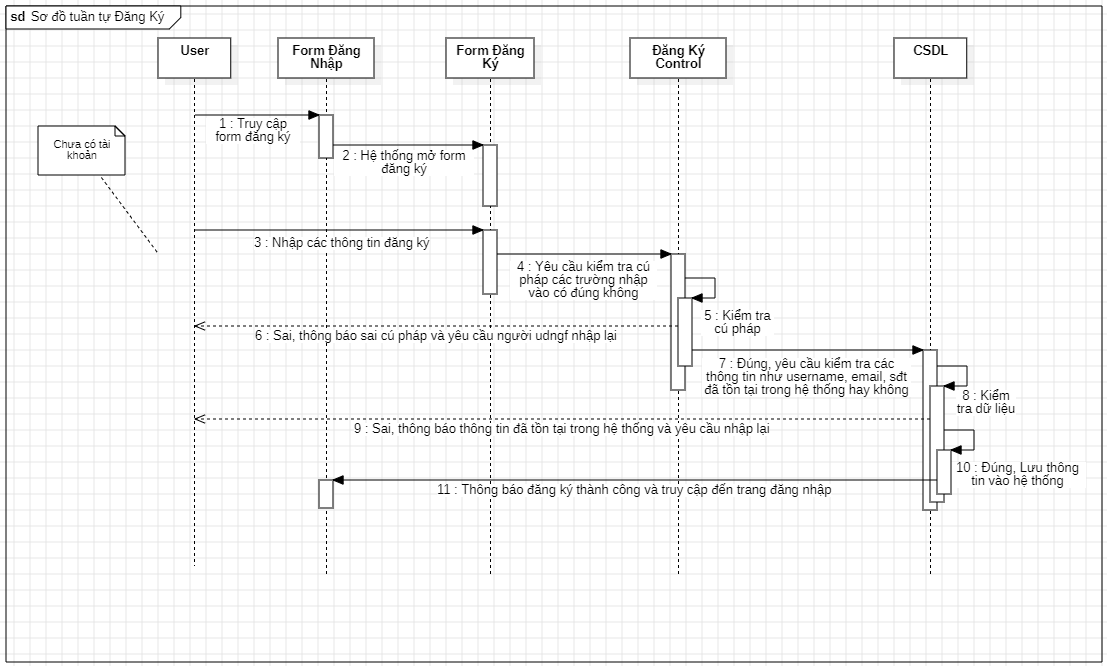 sd Sơ đồ tuần tự Đăng Ký
User
Form Đăng
Nhập
Form Đăng
Ký
Đăng Ký
Control
CSDL
Chưa có tài
khoản
1 : Truy cập
form đăng ký
2 : Hệ thống mở form
đăng ký
3 : Nhập các thông tin đăng ký
4 : Yêu cầu kiểm tra cú
pháp các trường nhập
vào có đúng không
5 : Kiểm tra
cú pháp
6 : Sai, thông báo sai cú pháp và yêu cầu người udngf nhập lại
7 : Đúng, yêu cầu kiểm tra các
thông tin như username, email, sđt
đã tồn tại trong hệ thống hay không
8 : Kiểm
tra dữ liệu
9 : Sai, thông báo thông tin đã tồn tại trong hệ thống và yêu cầu nhập lại
10 : Đúng, Lưu thông
tin vào hệ thống
11 : Thông báo đăng ký thành công và truy cập đến trang đăng nhập